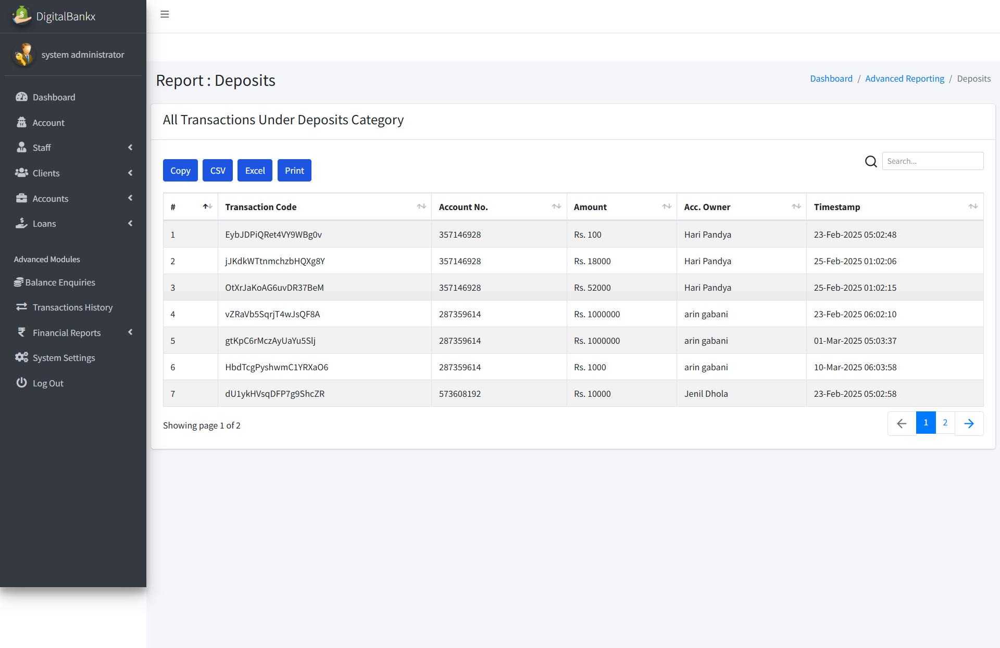 DigitalBankx
system administrator
Dashboard
Account
Staff
Clients
Accounts
Loans
Advanced Modules
Balance Enquiries
Transactions History
Financial Reports
System Settings
Log Out
Report : Deposits
Dashboard / Advanced Reporting / Deposits
All Transactions Under Deposits Category
Copy CSV Excel Print
Search...
# Transaction Code Account No. Amount Acc. Owner Timestamp
1 EybJDPiQRet4VY9WBg0v 357146928 Rs. 100 Hari Pandya 23-Feb-2025 05:02:48
2 jJKdkWTtnmchzbHQXg8Y 357146928 Rs. 18000 Hari Pandya 25-Feb-2025 01:02:06
3 OtXrJaKoAG6uvDR37BeM 357146928 Rs. 52000 Hari Pandya 25-Feb-2025 01:02:15
4 vZRaVb5SqrjT4wJsQF8A 287359614 Rs. 1000000 arin gabani 23-Feb-2025 06:02:10
5 gtKpC6rMczAyUaYu5Slj 287359614 Rs. 1000000 arin gabani 01-Mar-2025 05:03:37
6 HbdTcgPyshwmC1YRXaO6 287359614 Rs. 1000 arin gabani 10-Mar-2025 06:03:58
7 dU1ykHVsqDFP7g9ShcZR 573608192 Rs. 10000 Jenil Dhola 23-Feb-2025 05:02:58
Showing page 1 of 2
1 2